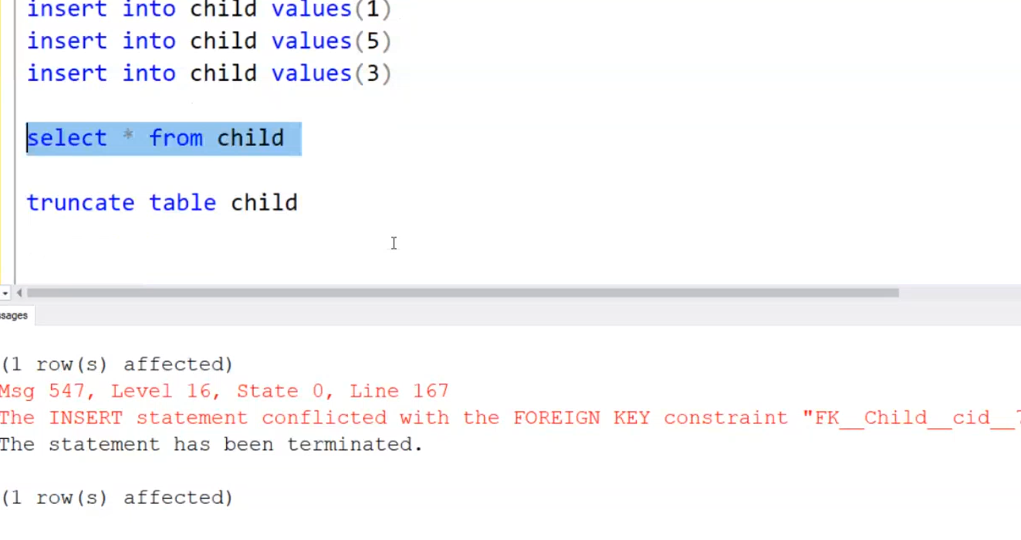 insert into child values(1)
insert into child values(5)
insert into child values(3)
select * from child
truncate table child
ssages
(1 row(s) affected)
Msg 547, Level 16, State 0, Line 167
The INSERT statement conflicted with the FOREIGN KEY constraint "FK__Child__cid__
The statement has been terminated.
(1 row(s) affected)